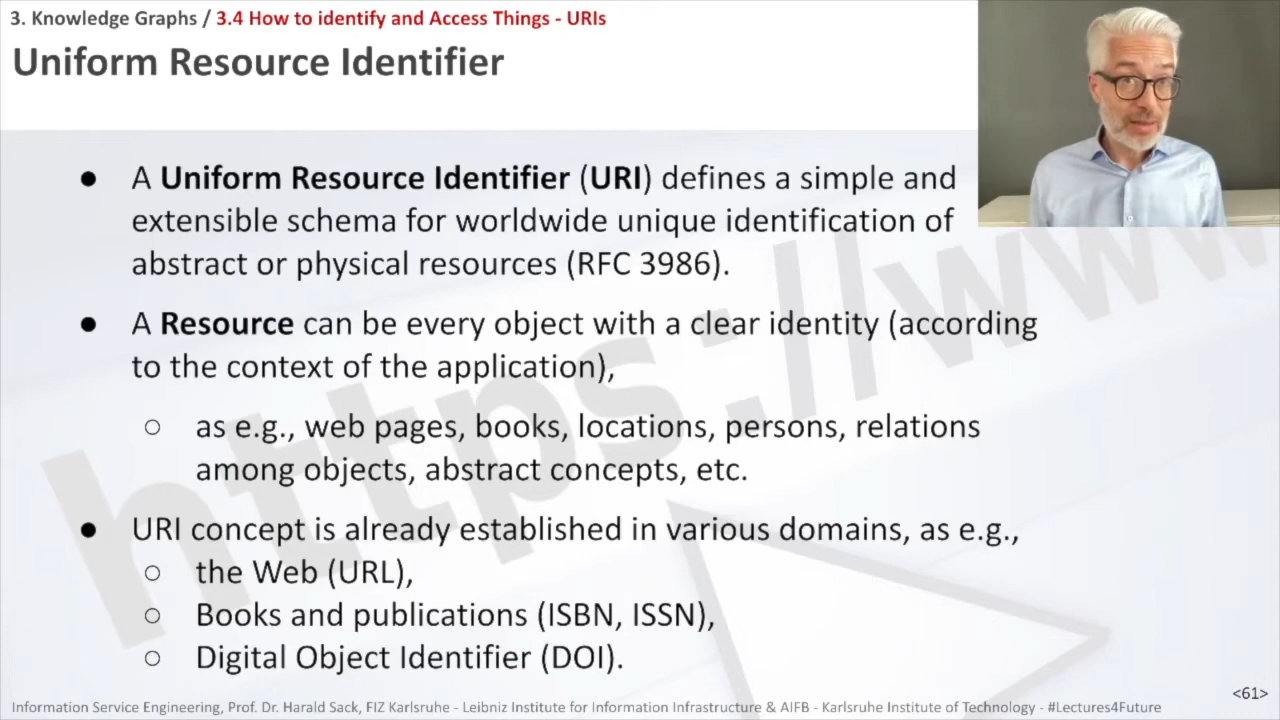 3. Knowledge Graphs / 3.4 How to identify and Access Things - URIs
Uniform Resource Identifier
● A Uniform Resource Identifier (URI) defines a simple and
extensible schema for worldwide unique identification of
abstract or physical resources (RFC 3986).
● A Resource can be every object with a clear identity (according
to the context of the application),
○ as e.g., web pages, books, locations, persons, relations
among objects, abstract concepts, etc.
● URI concept is already established in various domains, as e.g.,
○ the Web (URL),
○ Books and publications (ISBN, ISSN),
○ Digital Object Identifier (DOI).
https://www
<61>
Information Service Engineering, Prof. Dr. Harald Sack, FIZ Karlsruhe - Leibniz Institute for Information Infrastructure & AIFB - Karlsruhe Institute of Technology - #Lectures4Future